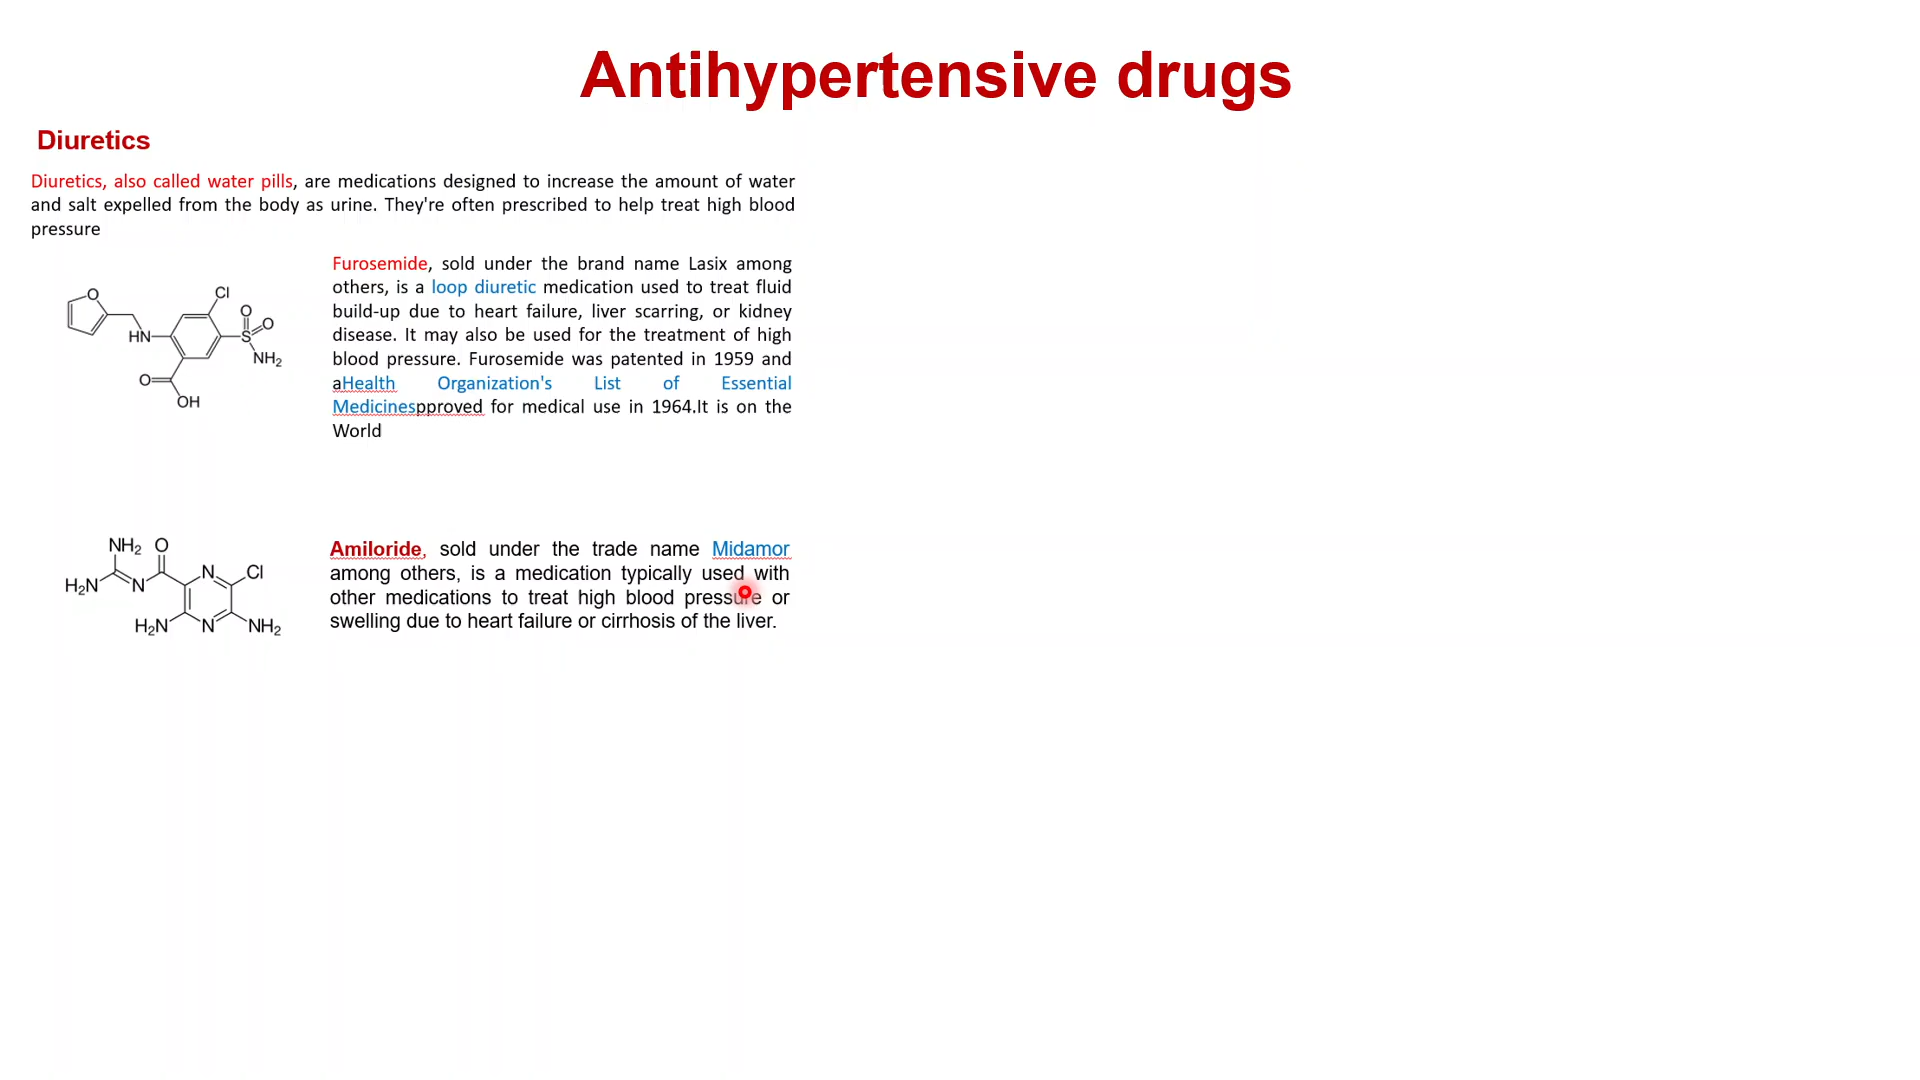 Antihypertensive drugs
Diuretics
Diuretics, also called water pills, are medications designed to increase the amount of water
and salt expelled from the body as urine. They're often prescribed to help treat high blood
pressure
Furosemide, sold under the brand name Lasix among
others, is a loop diuretic medication used to treat fluid
build-up due to heart failure, liver scarring, or kidney
disease. It may also be used for the treatment of high
blood pressure. Furosemide was patented in 1959 and
aHealth Organization's List of Essential
Medicinespproved for medical use in 1964.It is on the
World
O
Cl
O
O
HN
S
NH2
O
OH
Amiloride, sold under the trade name Midamor
among others, is a medication typically used with
other medications to treat high blood pressure or
swelling due to heart failure or cirrhosis of the liver.
NH2 O
N Cl
H2N N
H2N N NH2